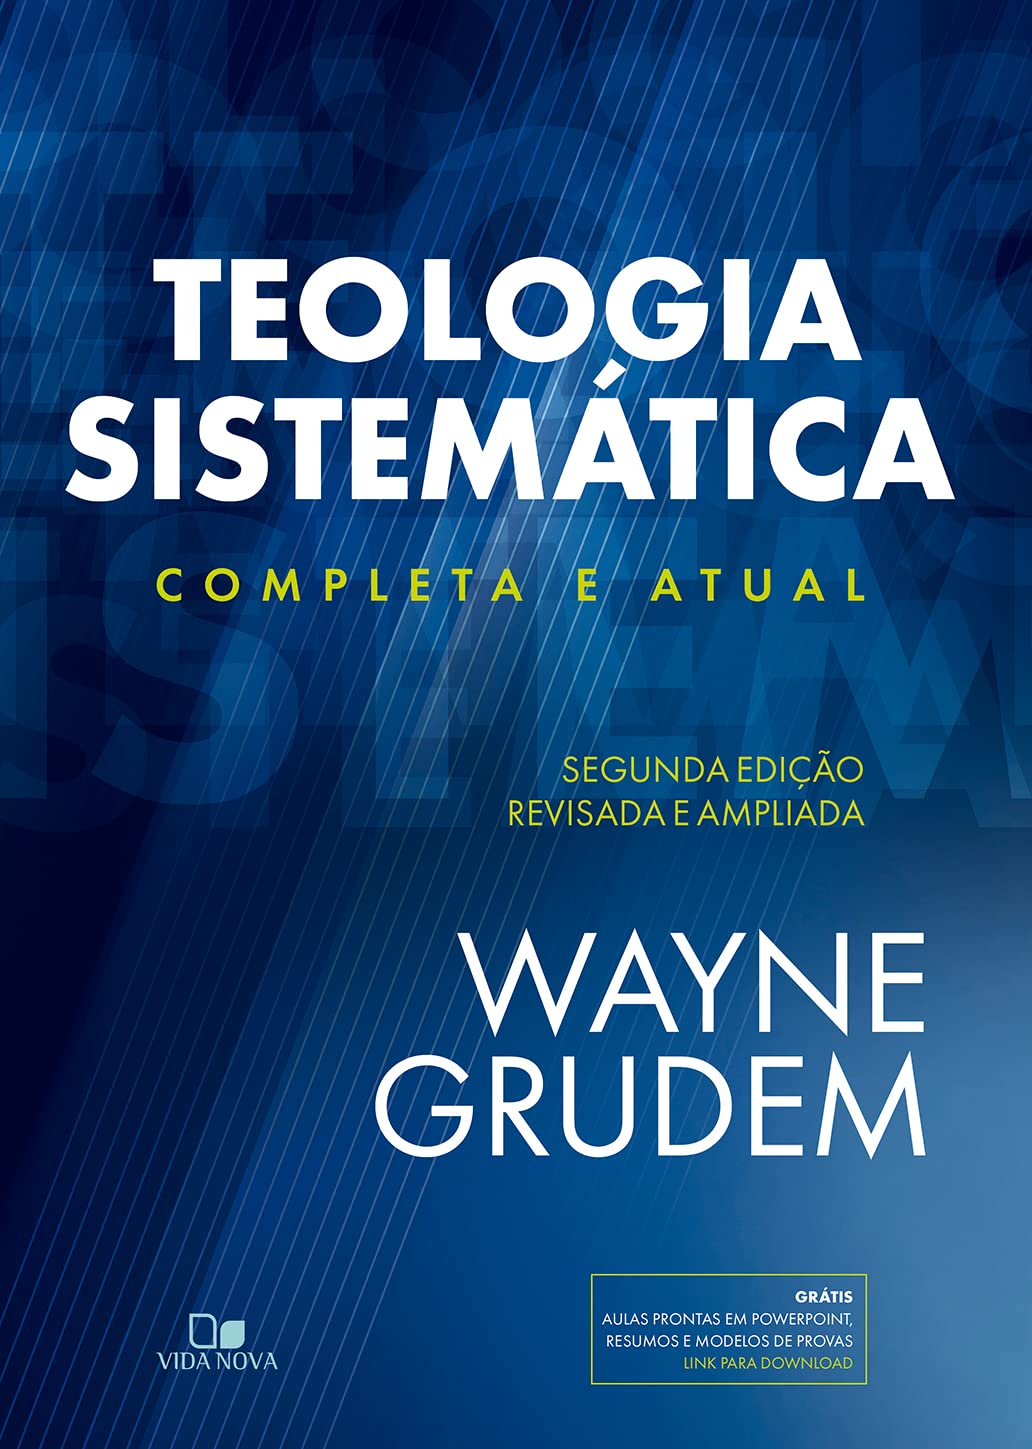 TEOLOGIA
SISTEMÁTICA
COMPLETA E ATUAL
SEGUNDA EDIÇÃO
REVISADA E AMPLIADA
WAYNE
GRUDEM
GRÁTIS
AULAS PRONTAS EM POWERPOINT,
RESUMOS E MODELOS DE PROVAS
LINK PARA DOWNLOAD
VIDA NOVA